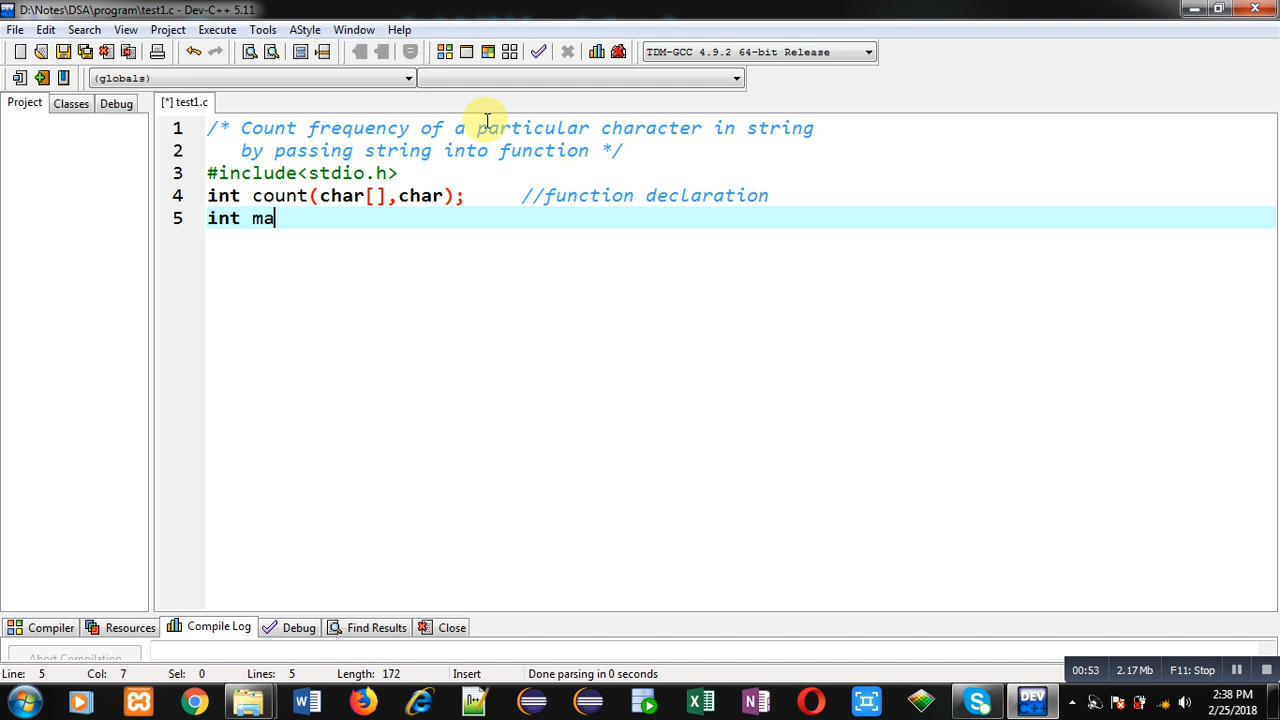 D:\Notes\DSA\program\test1.c - Dev-C++ 5.11
File Edit Search View Project Execute Tools AStyle Window Help
TDM-GCC 4.9.2 64-bit Release
(globals)
Project Classes Debug [*] test1.c
1 /* Count frequency of a particular character in string
2 by passing string into function */
3 #include<stdio.h>
4 int count(char[],char); //function declaration
5 int ma
Compiler Resources Compile Log Debug Find Results Close
Abort Compilation
Line: 5 Col: 7 Sel: 0 Lines: 5 Length: 172 Insert Done parsing in 0 seconds
00:53 2.17 Mb F11: Stop
DEV C++
2:38 PM
2/25/2018